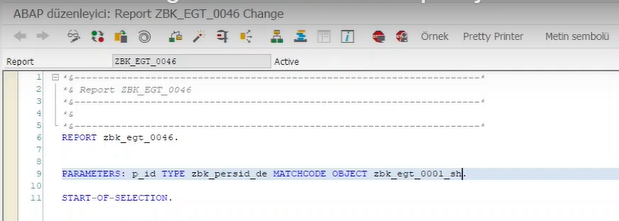 ABAP düzenleyici: Report ZBK_EGT_0046 Change
Örnek Pretty Printer Metin sembolü
Report ZBK_EGT_0046 Active
1 *&---------------------------------------------------------------------*
2 *& Report ZBK_EGT_0046
3 *&---------------------------------------------------------------------*
4 *&
5 *&---------------------------------------------------------------------*
6 REPORT zbk_egt_0046.
7
8
9 PARAMETERS: p_id TYPE zbk_persid_de MATCHCODE OBJECT zbk_egt_0001_sh.
10
11 START-OF-SELECTION.